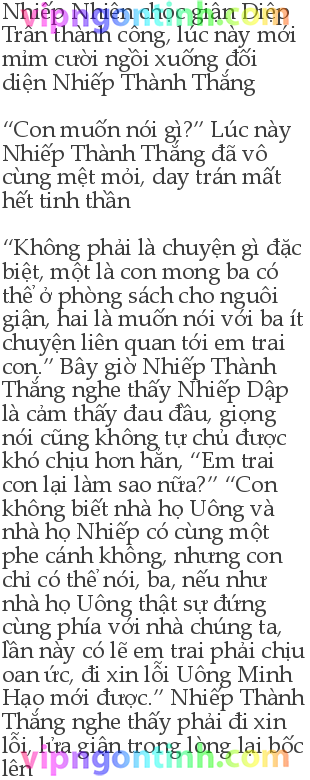 vipngontinh.com
Nhiếp Nhiên chọc giận Diệp
Trân thành công, lúc này mới
mỉm cười ngồi xuống đối
diện Nhiếp Thành Thắng
“Con muốn nói gì?” Lúc này
Nhiếp Thành Thắng đã vô
cùng mệt mỏi, day trán mất
hết tinh thần
“Không phải là chuyện gì đặc
biệt, một là con mong ba có
thể ở phòng sách cho nguôi
giận, hai là muốn nói với ba ít
chuyện liên quan tới em trai
con.” Bây giờ Nhiếp Thành
Thắng nghe thấy Nhiếp Dập
là cảm thấy đau đầu, giọng
nói cũng không tự chủ được
khó chịu hơn hẳn, “Em trai
con lại làm sao nữa?” “Con
không biết nhà họ Uông và
nhà họ Nhiếp có cùng một
phe cánh không, nhưng con
chỉ có thể nói, ba, nếu như
nhà họ Uông thật sự đứng
cùng phía với nhà chúng ta,
lần này có lẽ em trai phải chịu
oan ức, đi xin lỗi Uông Minh
Hạo mới được.” Nhiếp Thành
Thắng nghe thấy phải đi xin
lỗi, lửa giận trong lòng lại bốc
lên
vipngontinh.com